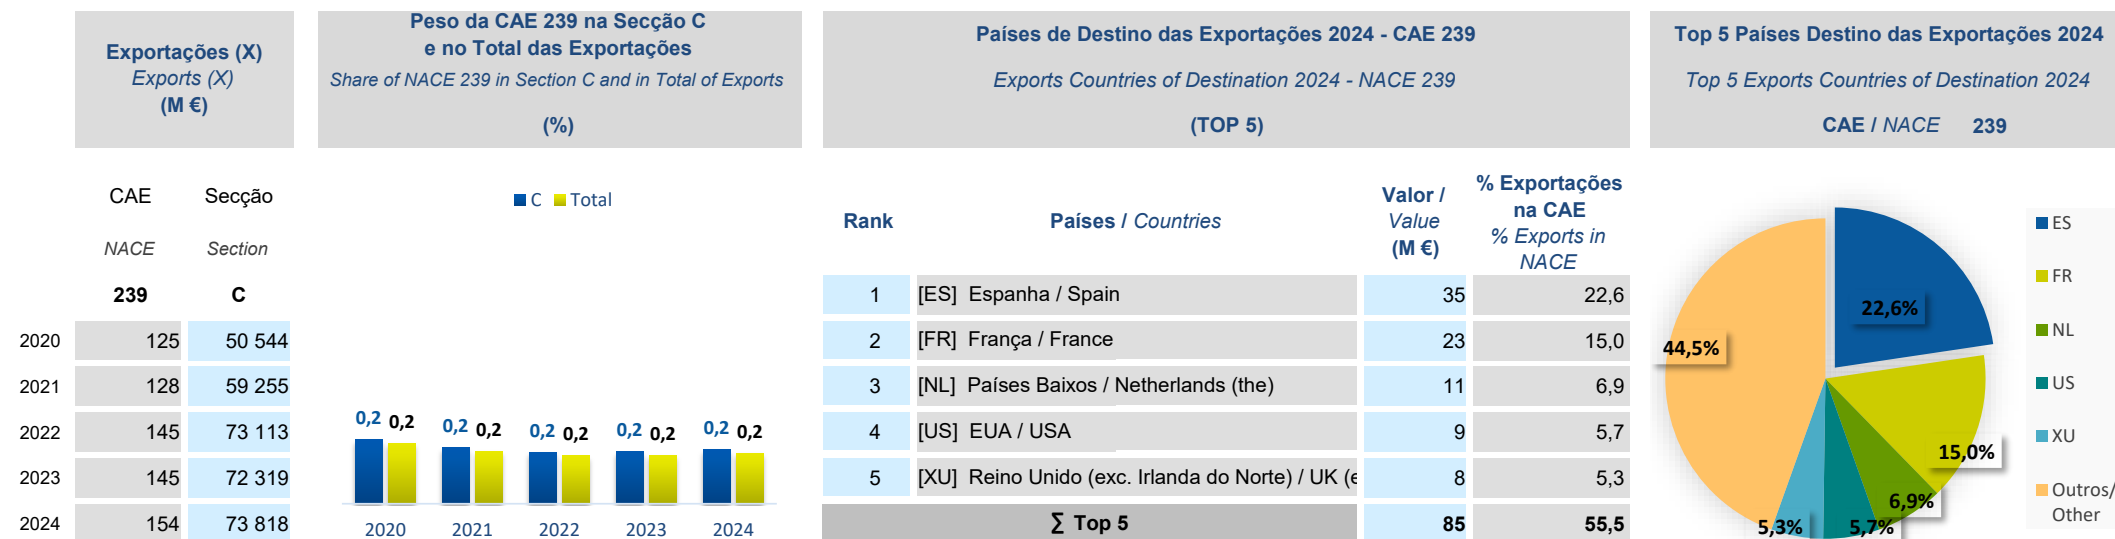 Exportações (X)
Exports (X)
(M €)
CAE Secção
NACE Section
239 C
2020 125 50 544
2021 128 59 255
2022 145 73 113
2023 145 72 319
2024 154 73 818
Peso da CAE 239 na Secção C
e no Total das Exportações
Share of NACE 239 in Section C and in Total of Exports
(%)
C Total
0,2 0,2 0,2 0,2 0,2 0,2 0,2 0,2 0,2 0,2
2020 2021 2022 2023 2024
Países de Destino das Exportações 2024 - CAE 239
Exports Countries of Destination 2024 - NACE 239
(TOP 5)
Rank Países / Countries Valor / Value (M €) % Exportações na CAE % Exports in NACE
1 [ES] Espanha / Spain 35 22,6
2 [FR] França / France 23 15,0
3 [NL] Países Baixos / Netherlands (the) 11 6,9
4 [US] EUA / USA 9 5,7
5 [XU] Reino Unido (exc. Irlanda do Norte) / UK (e 8 5,3
∑ Top 5 85 55,5
Top 5 Países Destino das Exportações 2024
Top 5 Exports Countries of Destination 2024
CAE / NACE 239
22,6%
44,5%
15,0%
6,9%
5,7%
5,3%
ES
FR
NL
US
XU
Outros/
Other